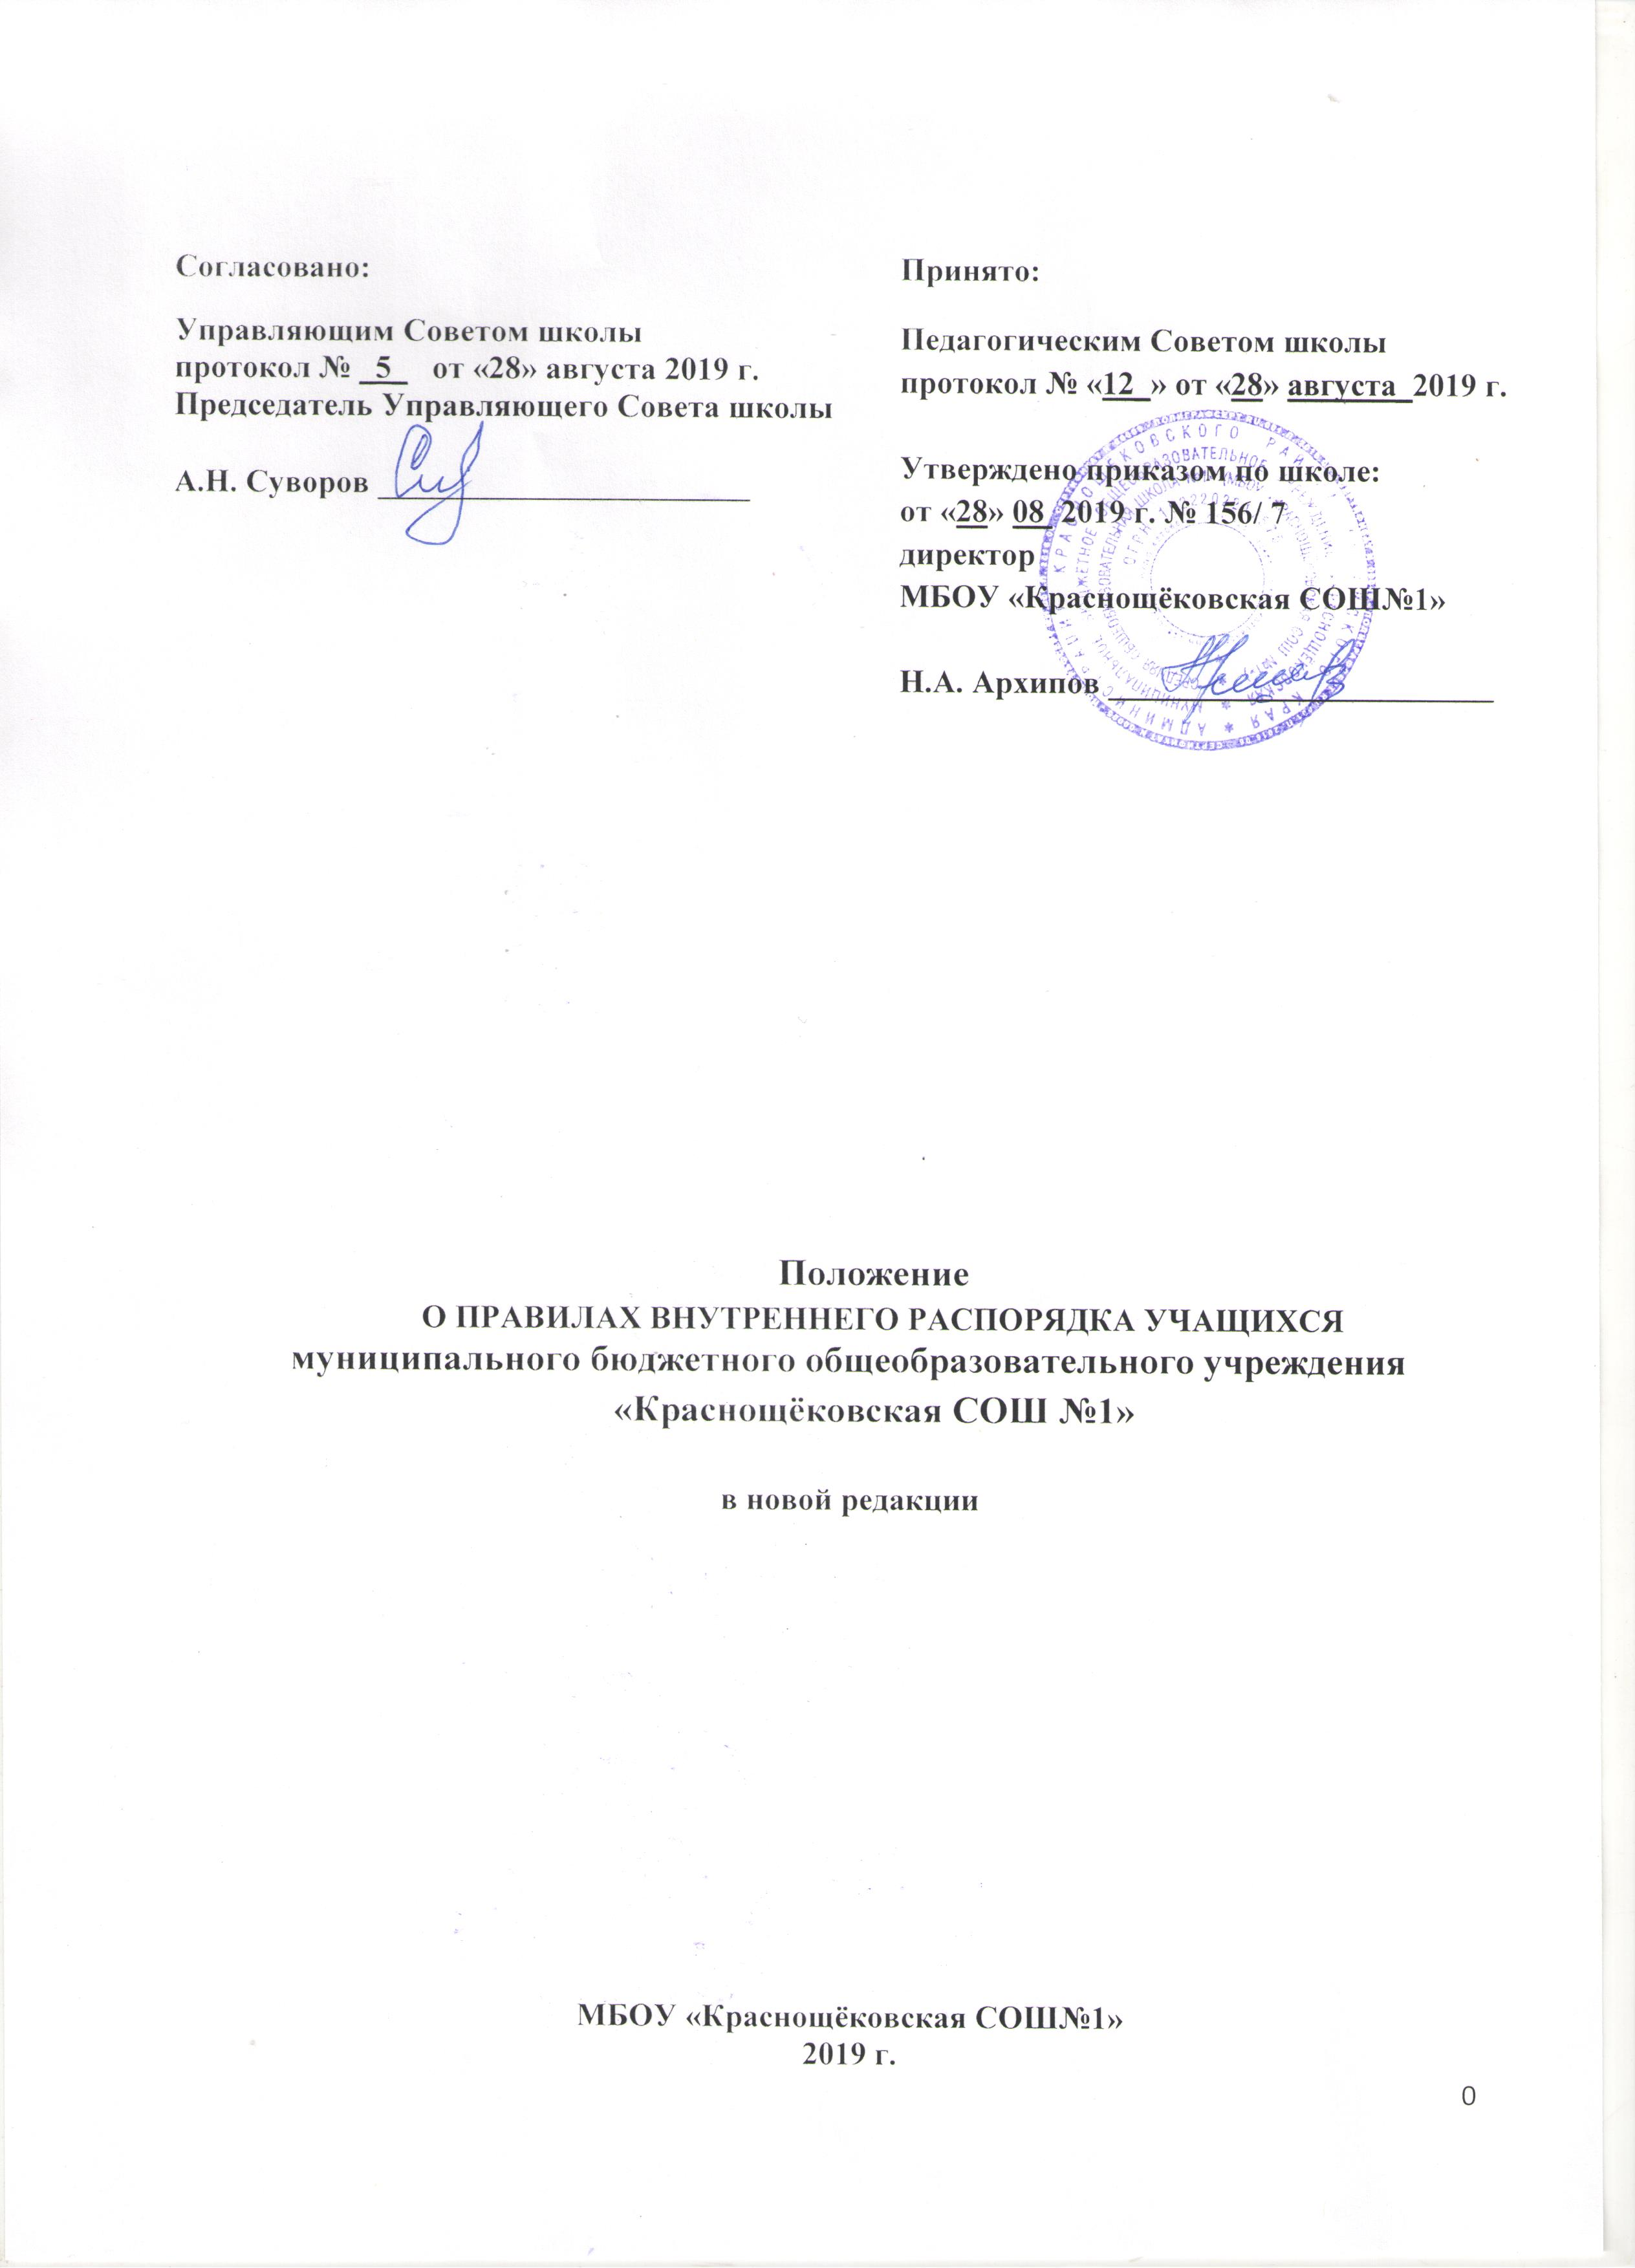 Согласовано:
Управляющим Советом школы
протокол № 5 от «28» августа 2019 г.
Председатель Управляющего Совета школы
А.Н. Суворов
Принято:
Педагогическим Советом школы
протокол № «12 » от «28» августа 2019 г.
Утверждено приказом по школе:
от «28» 08 2019 г. № 156/ 7
директор
МБОУ «Краснощёковская СОШ№1»
Н.А. Архипов
Положение
О ПРАВИЛАХ ВНУТРЕННЕГО РАСПОРЯДКА УЧАЩИХСЯ
муниципального бюджетного общеобразовательного учреждения
«Краснощёковская СОШ №1»
в новой редакции
МБОУ «Краснощёковская СОШ№1»
2019 г.
0